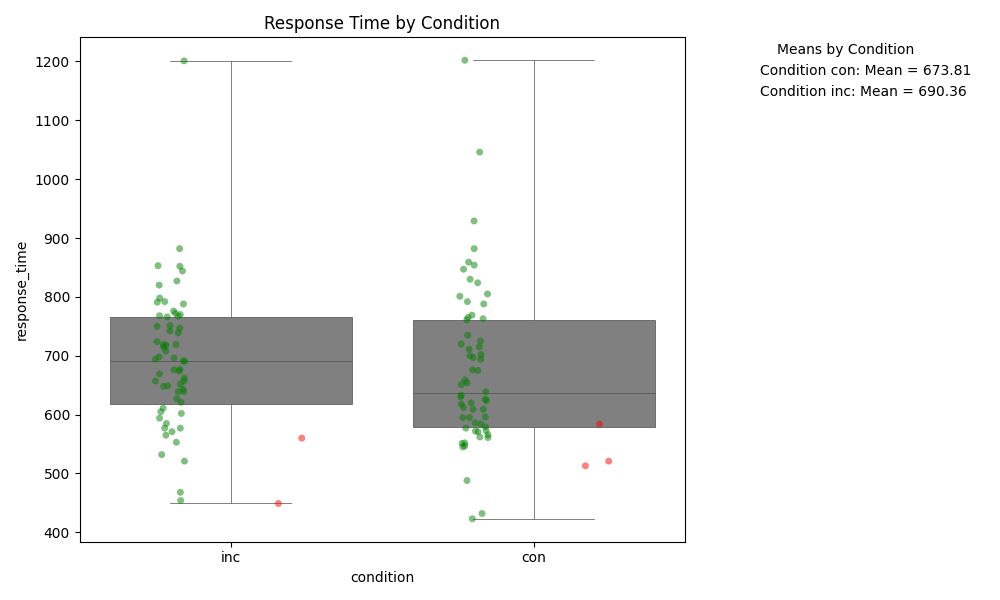 Response Time by Condition
Means by Condition
Condition con: Mean = 673.81
Condition inc: Mean = 690.36
1200
1100
1000
900
800
700
600
500
400
response_time
inc con
condition